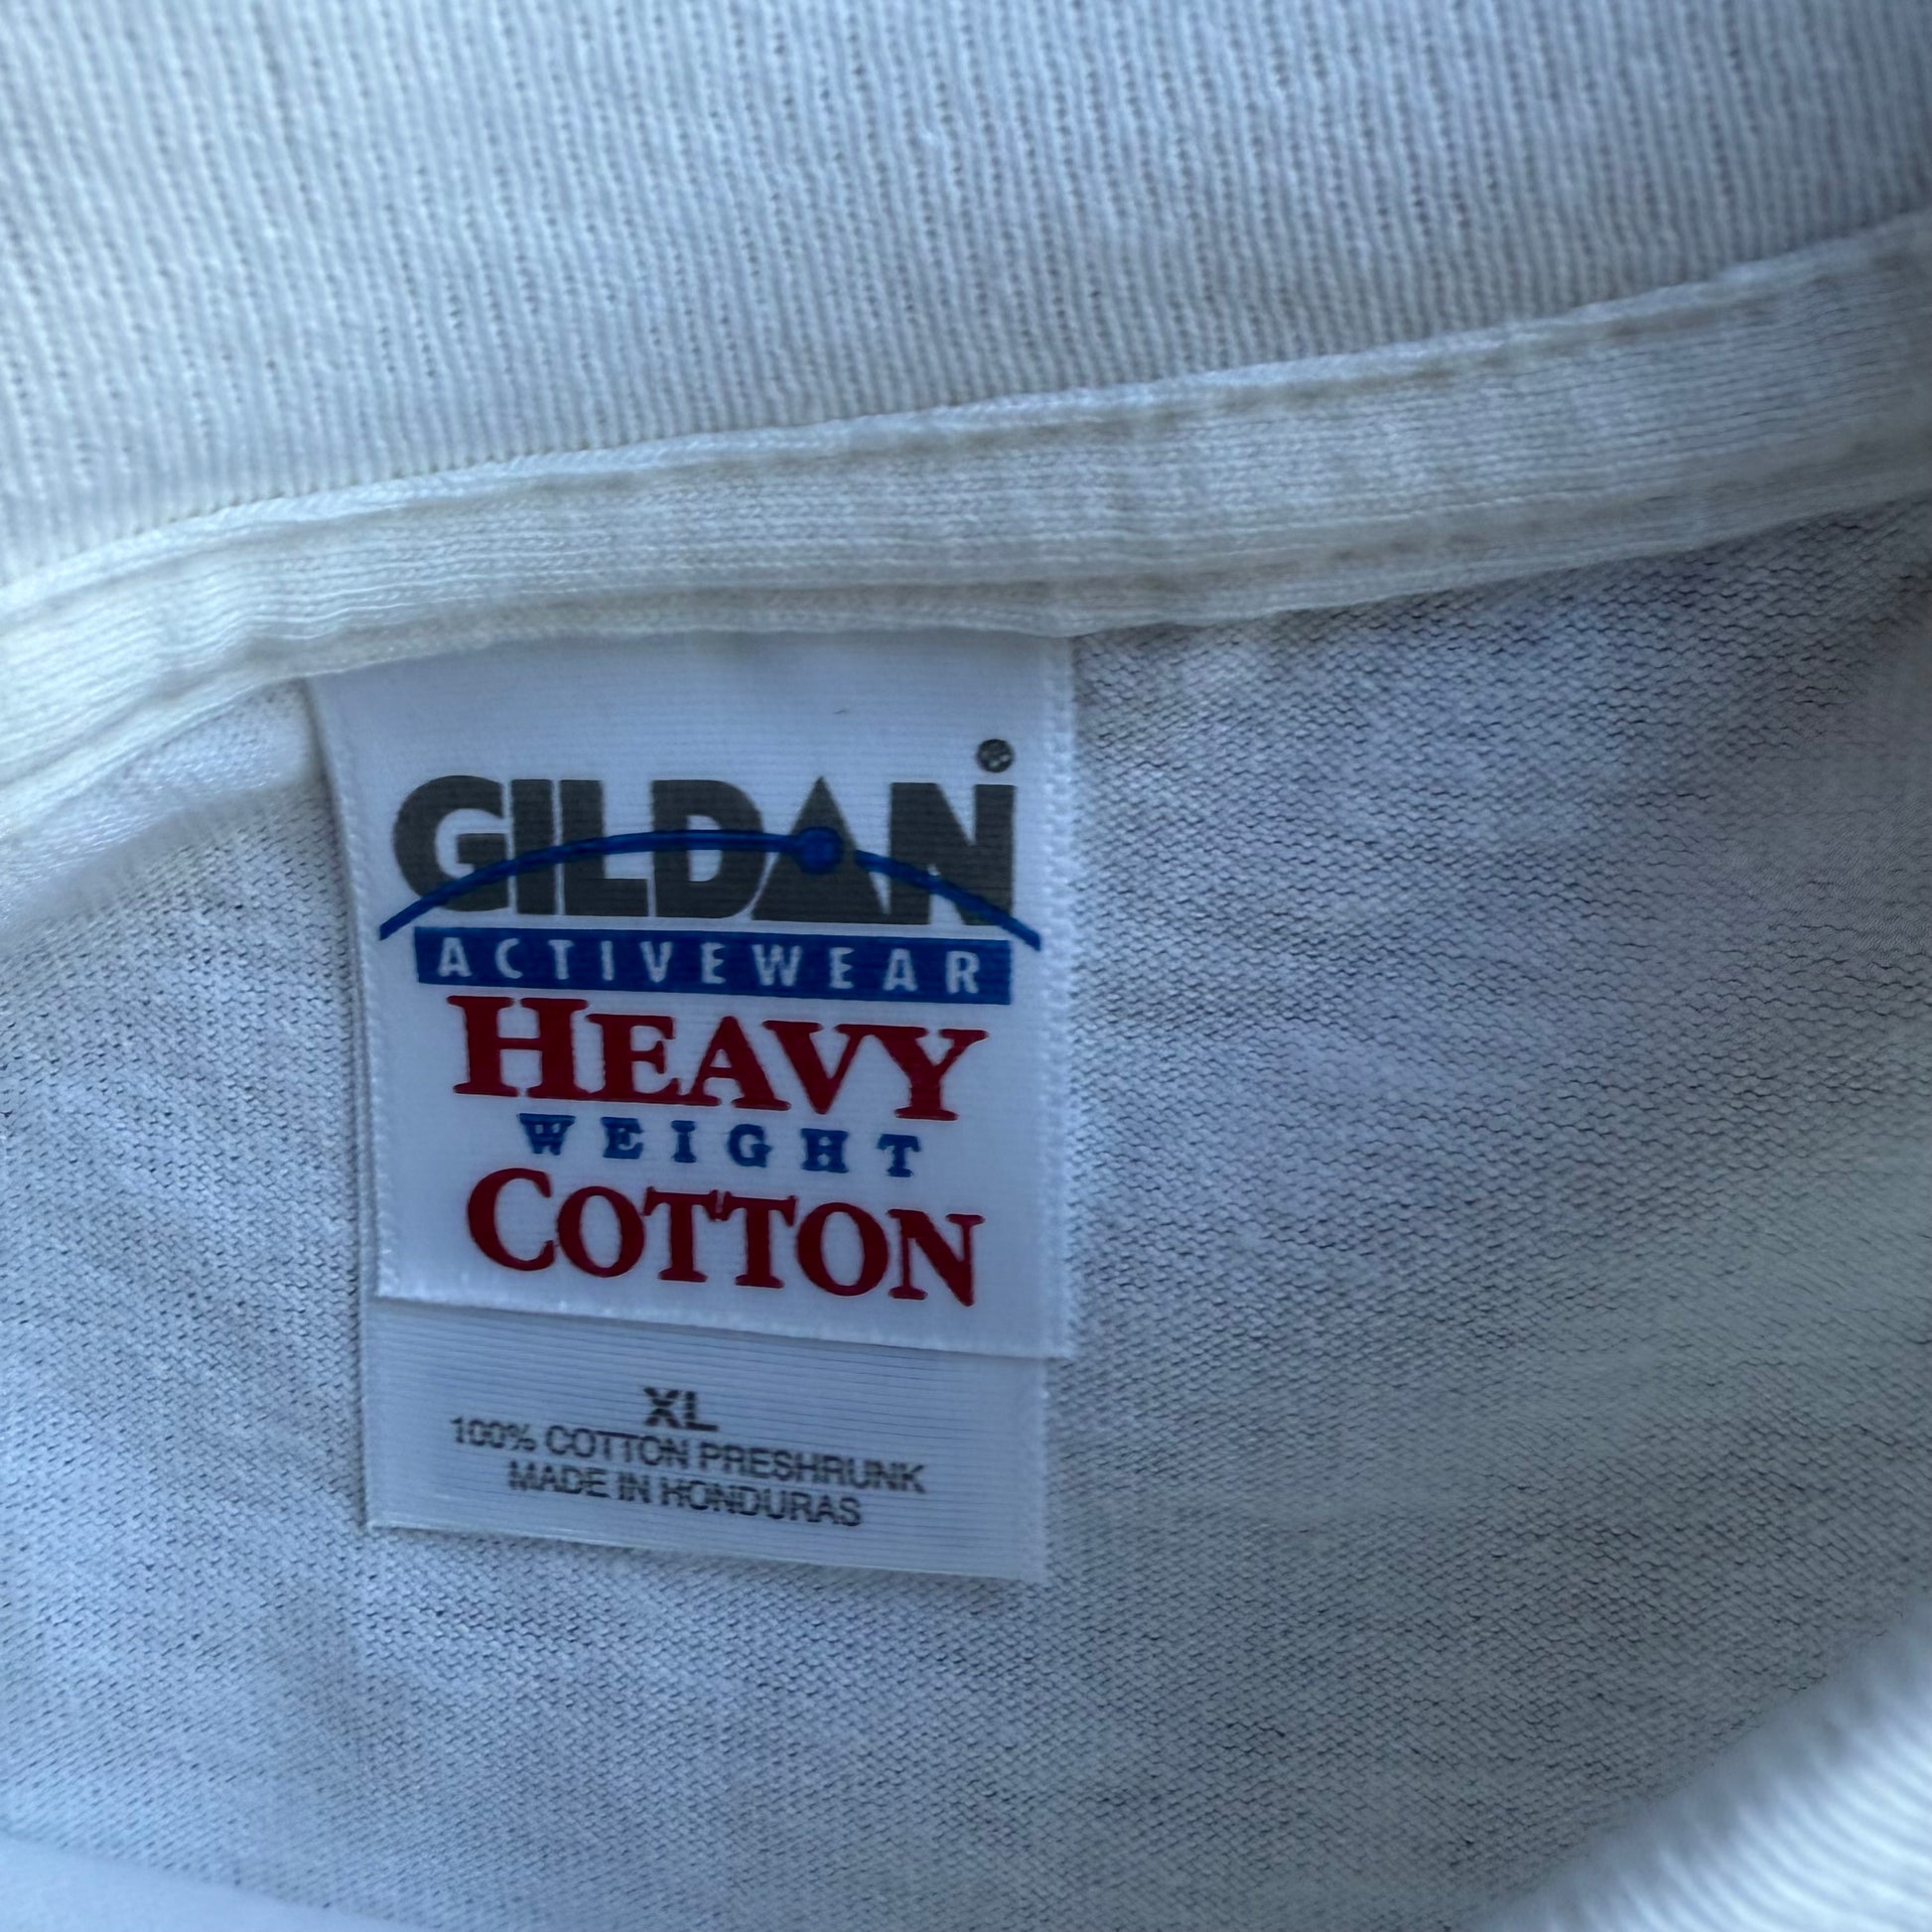 GILDAN®
ACTIVEWEAR
HEAVY
WEIGHT
COTTON
XL
100% COTTON PRESHRUNK
MADE IN HONDURAS